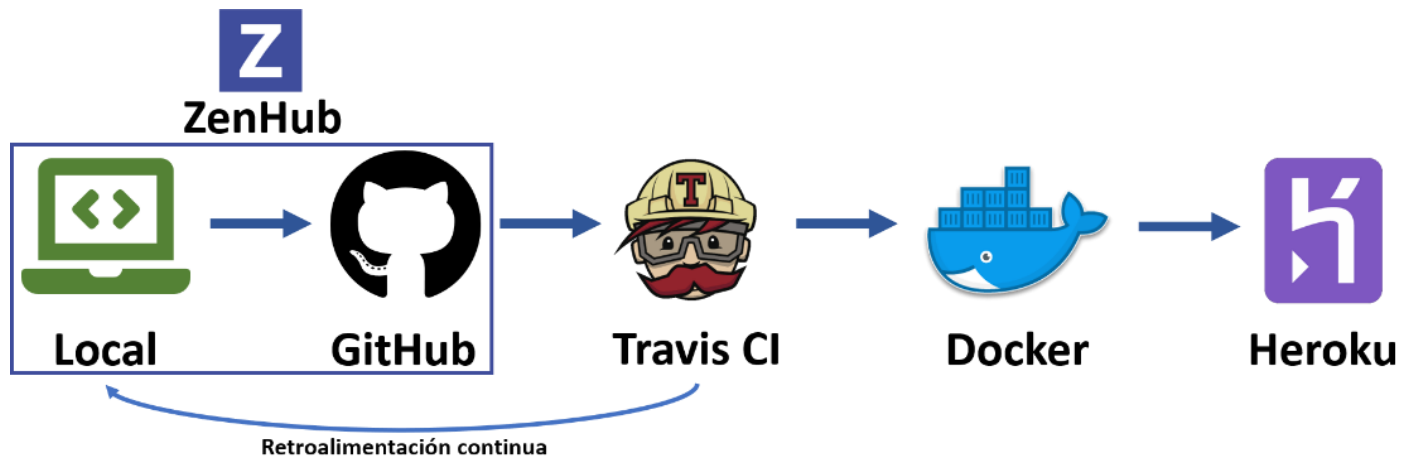 Z
ZenHub
T
Local
GitHub
Travis CI
Docker
Heroku
Retroalimentación continua